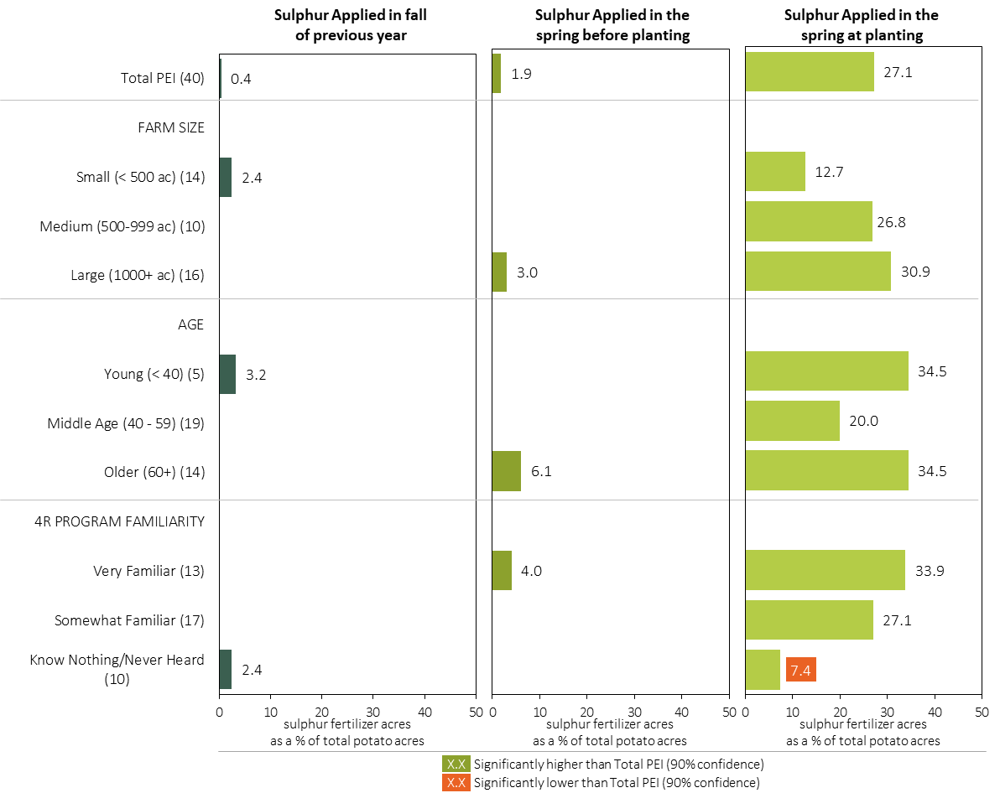 Sulphur Applied in fall
of previous year
Sulphur Applied in the
spring before planting
Sulphur Applied in the
spring at planting
Total PEI (40)
0.4
1.9
27.1
FARM SIZE
Small (< 500 ac) (14)
2.4
12.7
Medium (500-999 ac) (10)
26.8
Large (1000+ ac) (16)
3.0
30.9
AGE
Young (< 40) (5)
3.2
34.5
Middle Age (40 - 59) (19)
20.0
Older (60+) (14)
6.1
34.5
4R PROGRAM FAMILIARITY
Very Familiar (13)
4.0
33.9
Somewhat Familiar (17)
27.1
Know Nothing/Never Heard
(10)
2.4
7.4
0 10 20 30 40 50
0 10 20 30 40 50
0 10 20 30 40 50
sulphur fertilizer acres
as a % of total potato acres
sulphur fertilizer acres
as a % of total potato acres
sulphur fertilizer acres
as a % of total potato acres
X.X Significantly higher than Total PEI (90% confidence)
X.X Significantly lower than Total PEI (90% confidence)